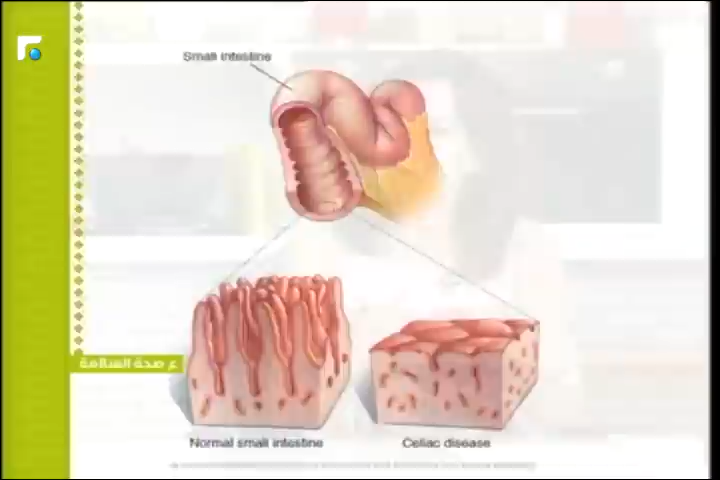 Small intestine
ع صحة السلامة
Normal small intestine
Celiac disease